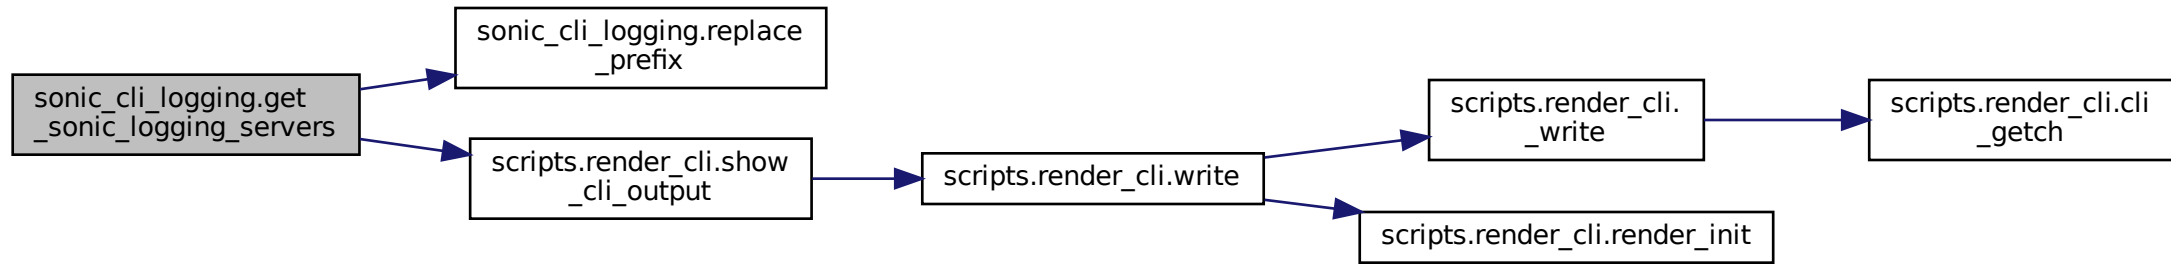 sonic_cli_logging.get
_sonic_logging_servers
sonic_cli_logging.replace
_prefix
scripts.render_cli.show
_cli_output
scripts.render_cli.write
scripts.render_cli.
_write
scripts.render_cli.render_init
scripts.render_cli.cli
_getch